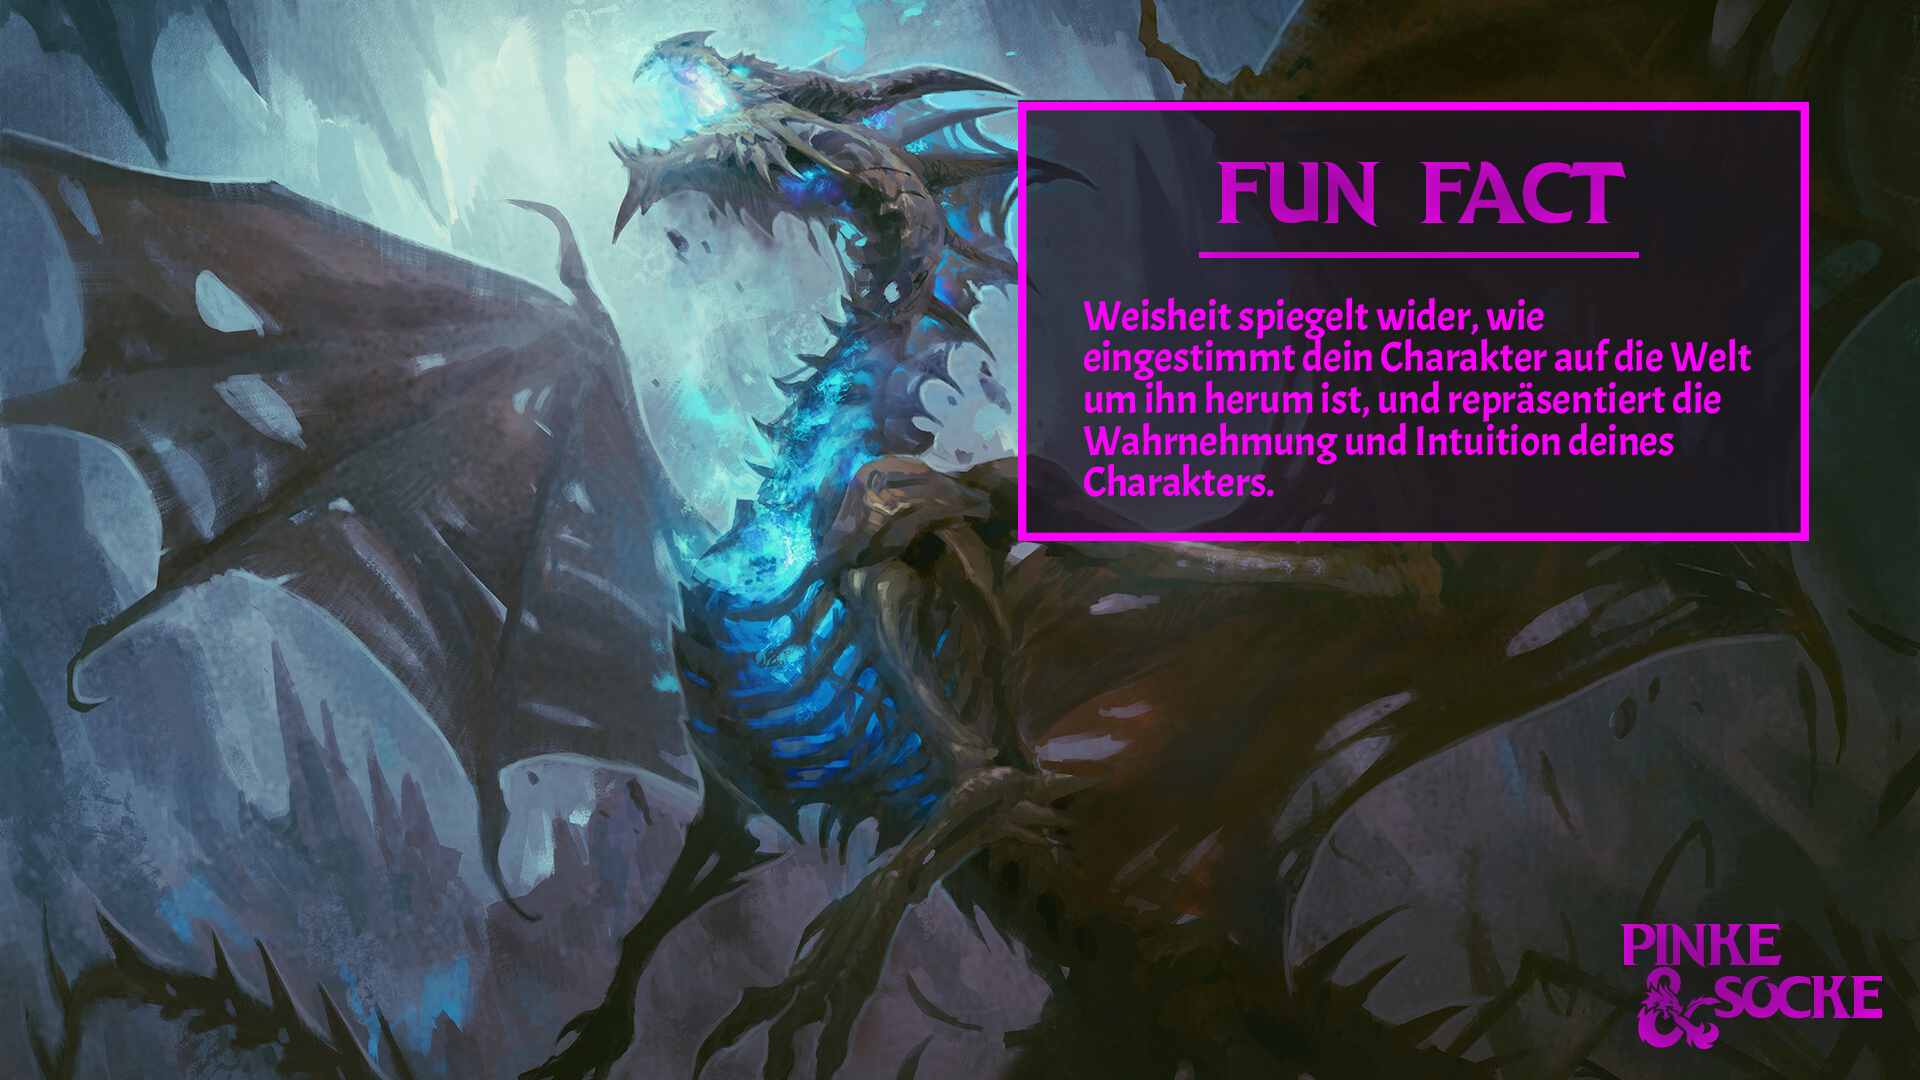 FUN FACT
Weisheit spiegelt wider, wie
eingestimmt dein Charakter auf die Welt
um ihn herum ist, und repräsentiert die
Wahrnehmung und Intuition deines
Charakters.
PINKE
& SOCKE